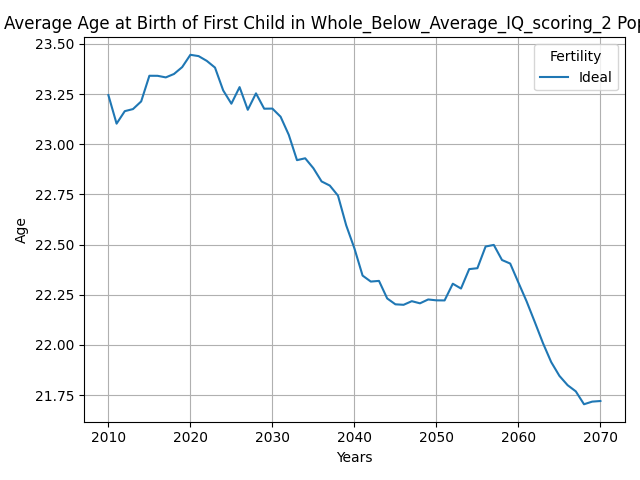 Average Age at Birth of First Child in Whole_Below_Average_IQ_scoring_2 Pop
23.50
23.25
23.00
22.75
22.50
22.25
22.00
21.75
Age
Fertility
Ideal
2010 2020 2030 2040 2050 2060 2070
Years